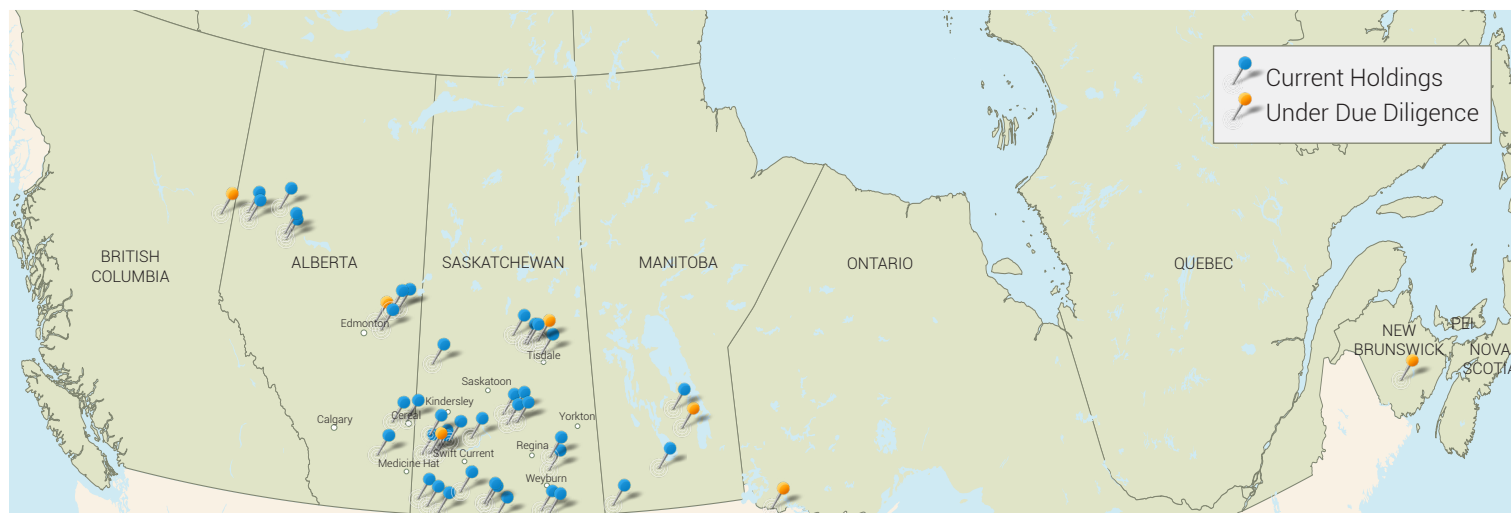 Current Holdings
Under Due Diligence
BRITISH
COLUMBIA
ALBERTA
SASKATCHEWAN
MANITOBA
ONTARIO
QUEBEC
Edmonton
Tisdale
NEW
BRUNSWICK
PEI
NOVA
SCOTIA
Saskatoon
Kindersley
Cereal
Calgary
Yorkton
Regina
Swift Current
Medicine Hat
Weyburn